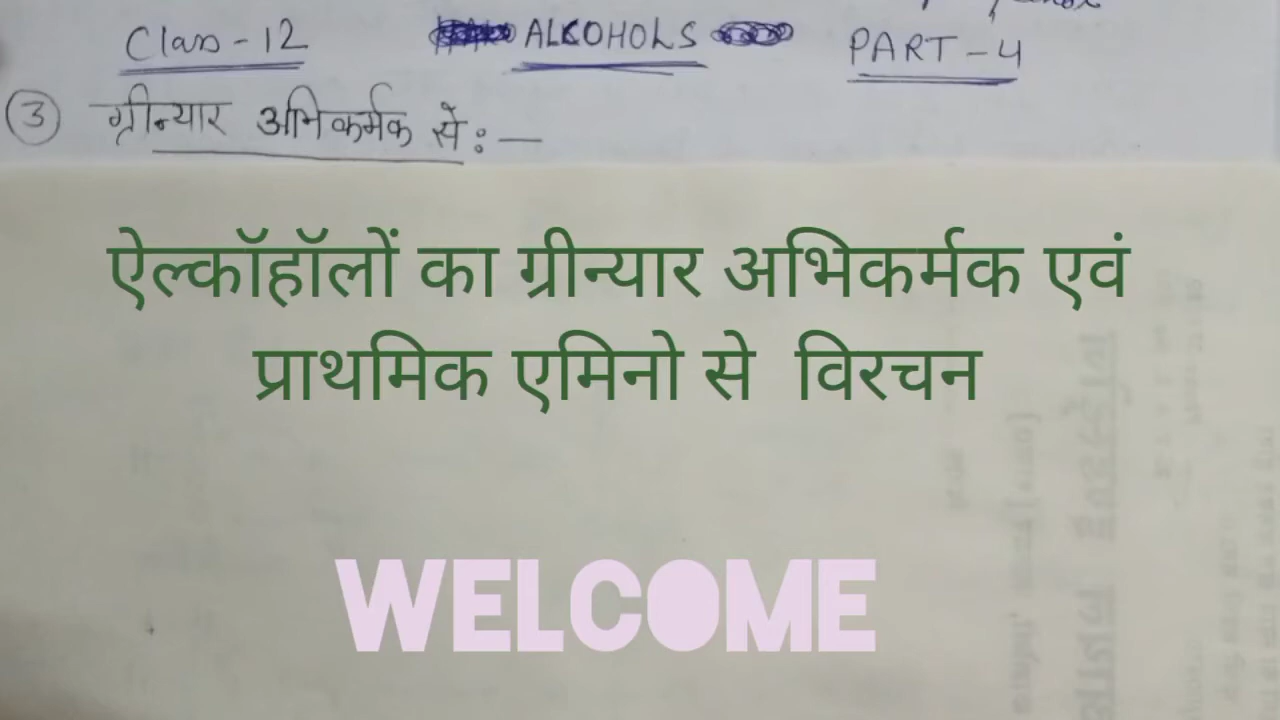 Class - 12
ALCOHOLS
PART - 4
③ ग्रीन्यार अभिकर्मक से : —
ऐल्कॉहॉलों का ग्रीन्यार अभिकर्मक एवं
प्राथमिक एमिनो से विरचन
WELCOME